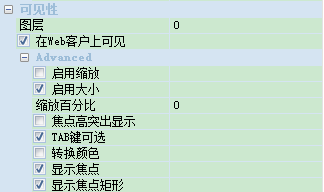 可见性
图层 0
在Web客户上可见
Advanced
启用缩放
启用大小
缩放百分比 0
焦点高突出显示
TAB键可选
转换颜色
显示焦点
显示焦点矩形